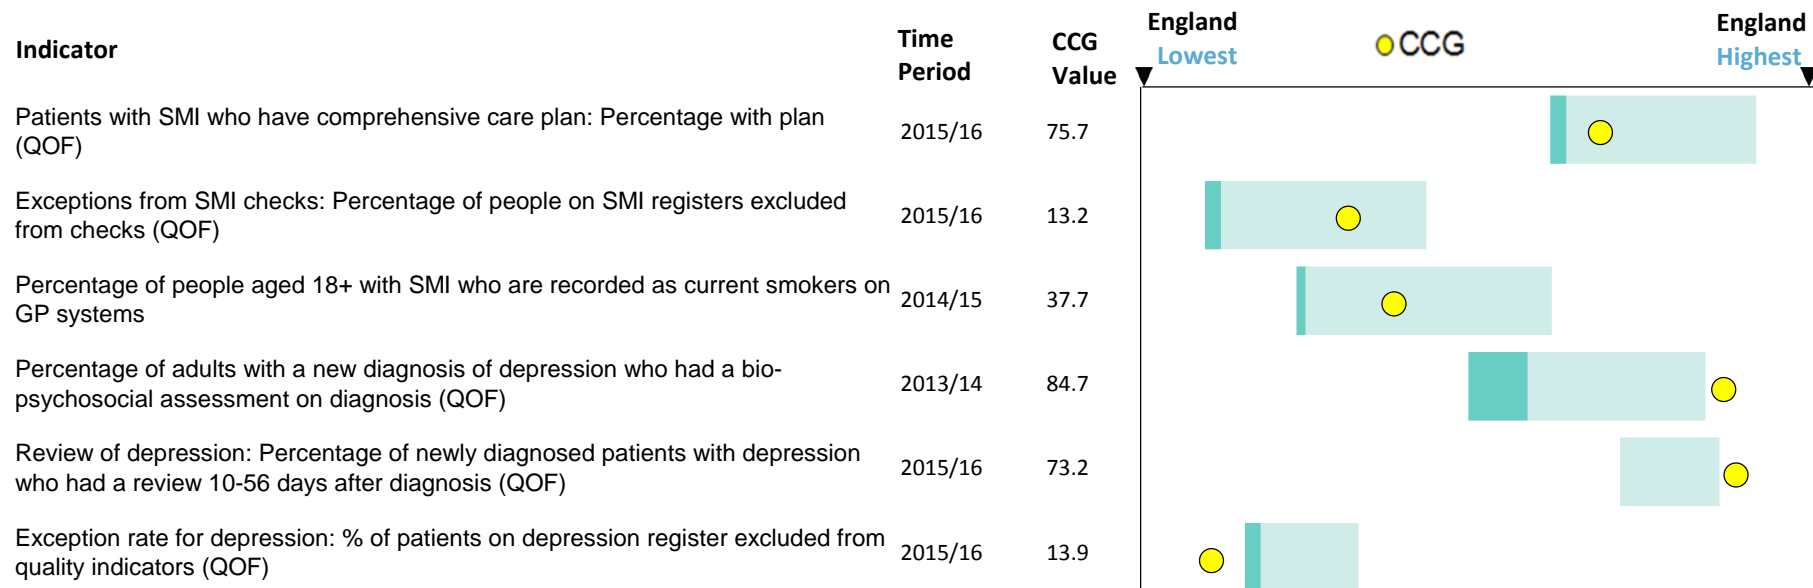 Indicator
Time Period
CCG Value
England Lowest
CCG
England Highest
Patients with SMI who have comprehensive care plan: Percentage with plan
(QOF)
2015/16
75.7
Exceptions from SMI checks: Percentage of people on SMI registers excluded
from checks (QOF)
2015/16
13.2
Percentage of people aged 18+ with SMI who are recorded as current smokers on
GP systems
2014/15
37.7
Percentage of adults with a new diagnosis of depression who had a bio-
psychosocial assessment on diagnosis (QOF)
2013/14
84.7
Review of depression: Percentage of newly diagnosed patients with depression
who had a review 10-56 days after diagnosis (QOF)
2015/16
73.2
Exception rate for depression: % of patients on depression register excluded from
quality indicators (QOF)
2015/16
13.9